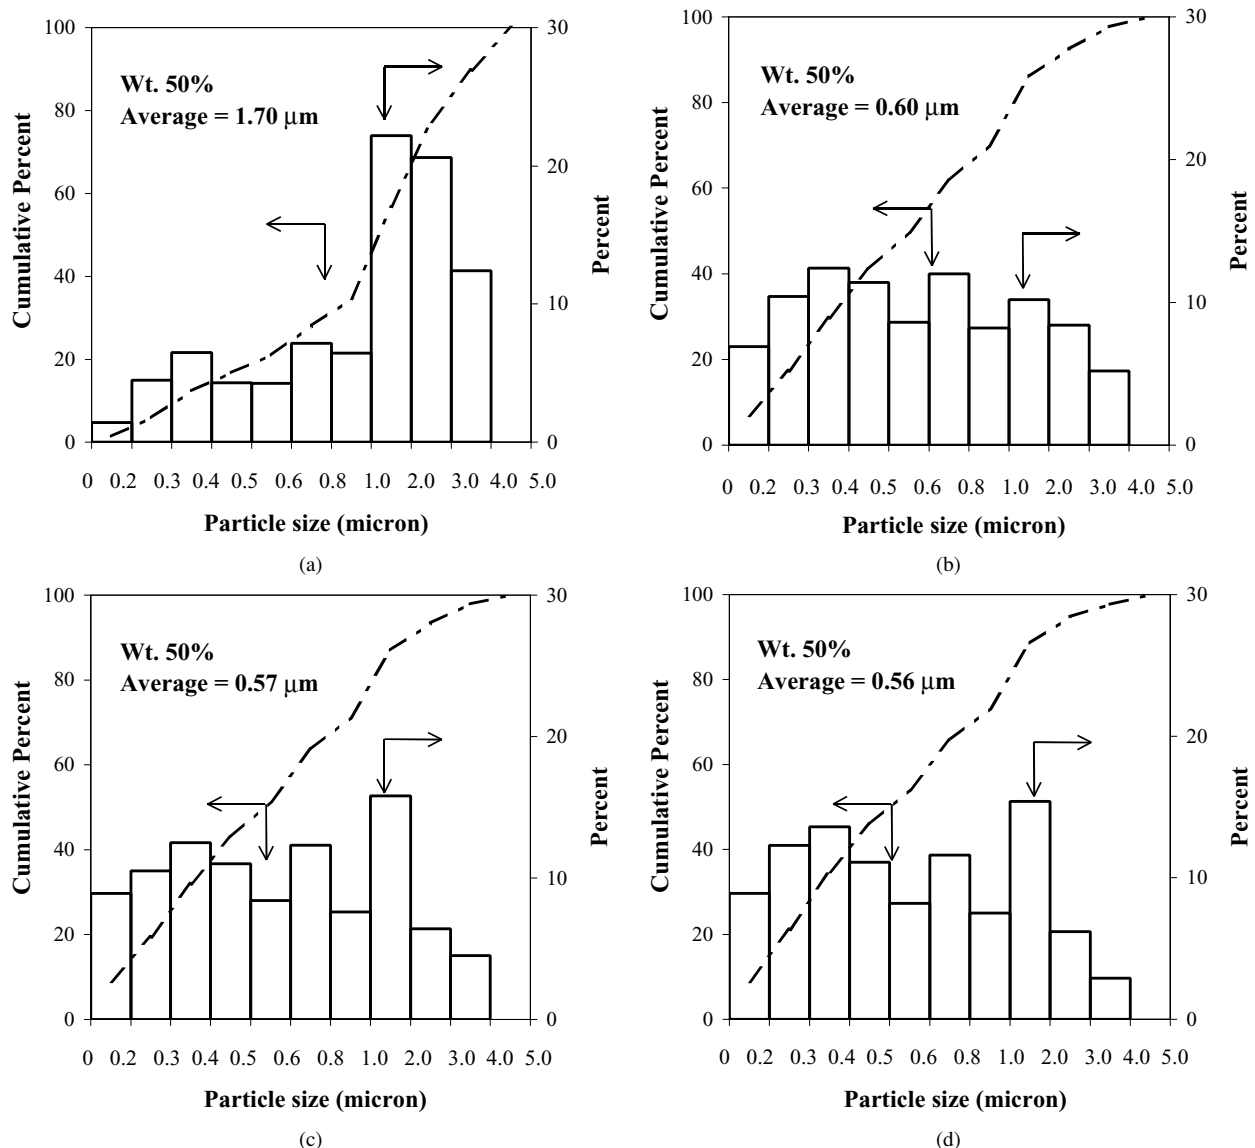 100
80
60
40
20
0
Cumulative Percent
Wt. 50%
Average = 1.70 μm
30
20
10
0
Percent
0 0.2 0.3 0.4 0.5 0.6 0.8 1.0 2.0 3.0 5.0
Particle size (micron)
(a)
100
80
60
40
20
0
Cumulative Percent
Wt. 50%
Average = 0.60 μm
30
20
10
0
Percent
0 0.2 0.3 0.4 0.5 0.6 0.8 1.0 2.0 3.0 5.0
Particle size (micron)
(b)
100
80
60
40
20
0
Cumulative Percent
Wt. 50%
Average = 0.57 μm
30
20
10
0
Percent
0 0.2 0.3 0.4 0.5 0.6 0.8 1.0 2.0 3.0 5.0
Particle size (micron)
(c)
100
80
60
40
20
0
Cumulative Percent
Wt. 50%
Average = 0.56 μm
30
20
10
0
Percent
0 0.2 0.3 0.4 0.5 0.6 0.8 1.0 2.0 3.0 5.0
Particle size (micron)
(d)